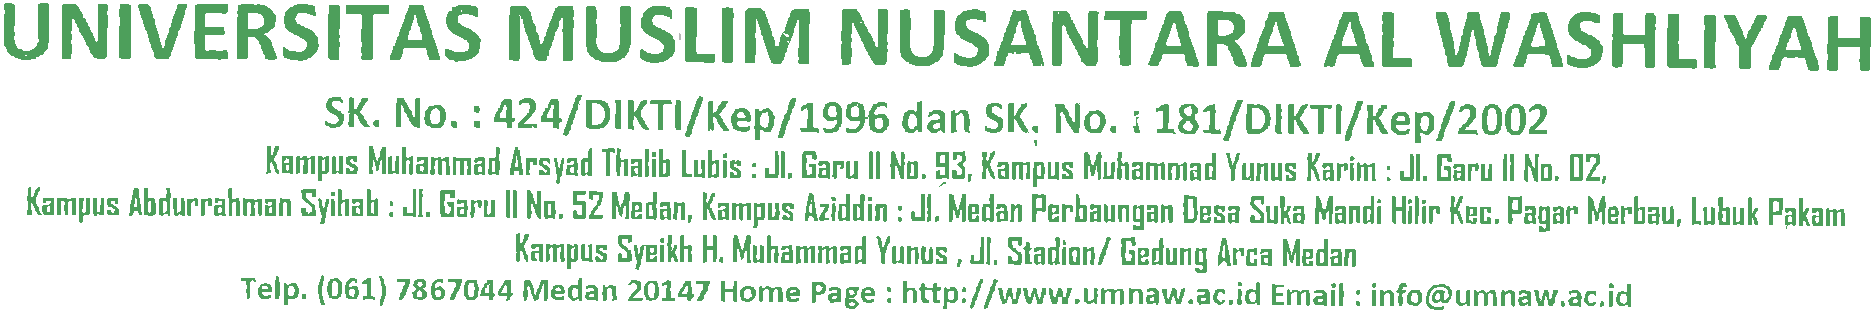 UNIVERSITAS MUSLIM NUSANTARA AL WASHLIYAH
SK. No. : 424/DIKTI/Kep/1996 dan SK. No. : 181/DIKTI/Kep/2002
Kampus Muhammad Arsyad Thalib Lubis : Jl. Garu II No. 93, Kampus Muhammad Yunus Karim : Jl. Garu II No. 02,
Kampus Abdurrahman Syihab : Jl. Garu II No. 52 Medan, Kampus Aziddin : Jl. Medan Perbaungan Desa Suka Mandi Hilir Kec. Pagar Merbau, Lubuk Pakam
Kampus Syeikh H. Muhammad Yunus , Jl. Stadion/ Gedung Arca Medan
Telp. (061) 7867044 Medan 20147 Home Page : http://www.umnaw.ac.id Email : info@umnaw.ac.id